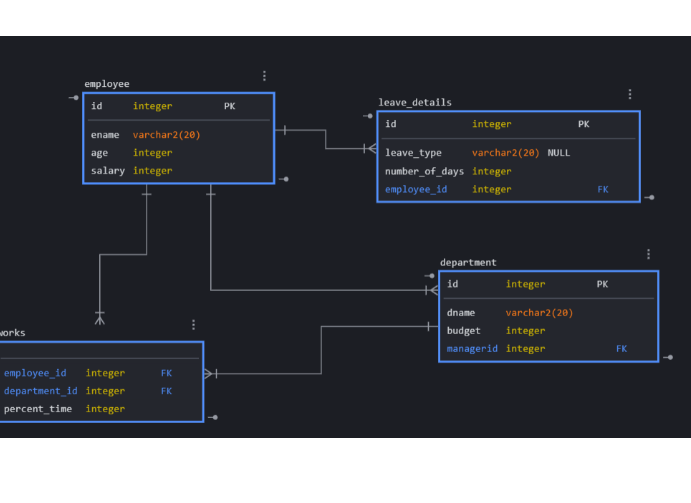 employee
id integer PK
ename varchar2(20)
age integer
salary integer
leave_details
id integer PK
leave_type varchar2(20) NULL
number_of_days integer
employee_id integer FK
department
id integer PK
dname varchar2(20)
budget integer
managerid integer FK
works
employee_id integer FK
department_id integer FK
percent_time integer